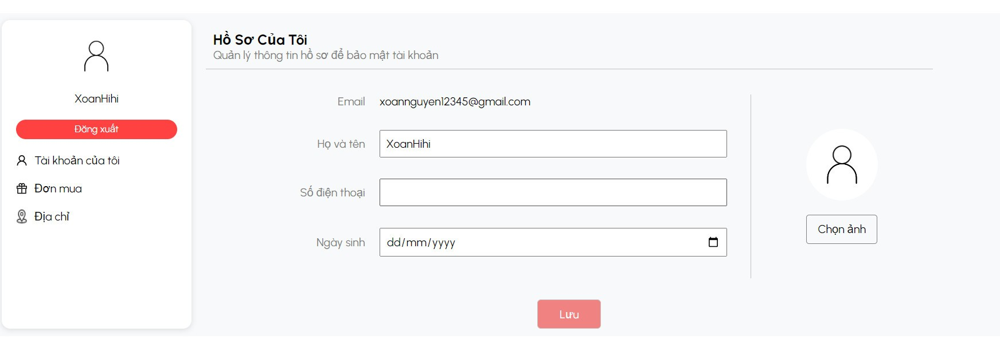 XoanHihi
Đăng xuất
Tài khoản của tôi
Đơn mua
Địa chỉ
Hồ Sơ Của Tôi
Quản lý thông tin hồ sơ để bảo mật tài khoản
Email xoannguyen12345@gmail.com
Họ và tên XoanHihi
Số điện thoại
Ngày sinh dd/mm/yyyy
Chọn ảnh
Lưu